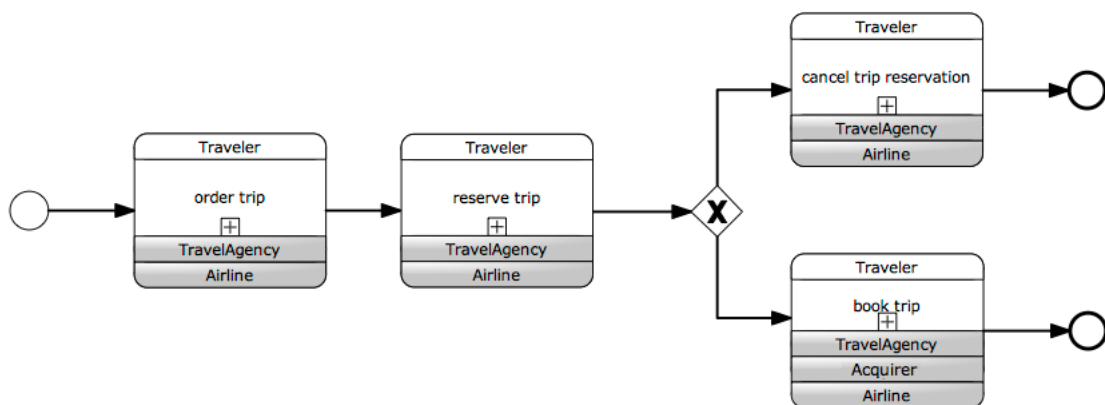 Traveler
order trip
TravelAgency
Airline
Traveler
reserve trip
TravelAgency
Airline
X
Traveler
cancel trip reservation
TravelAgency
Airline
Traveler
book trip
TravelAgency
Acquirer
Airline